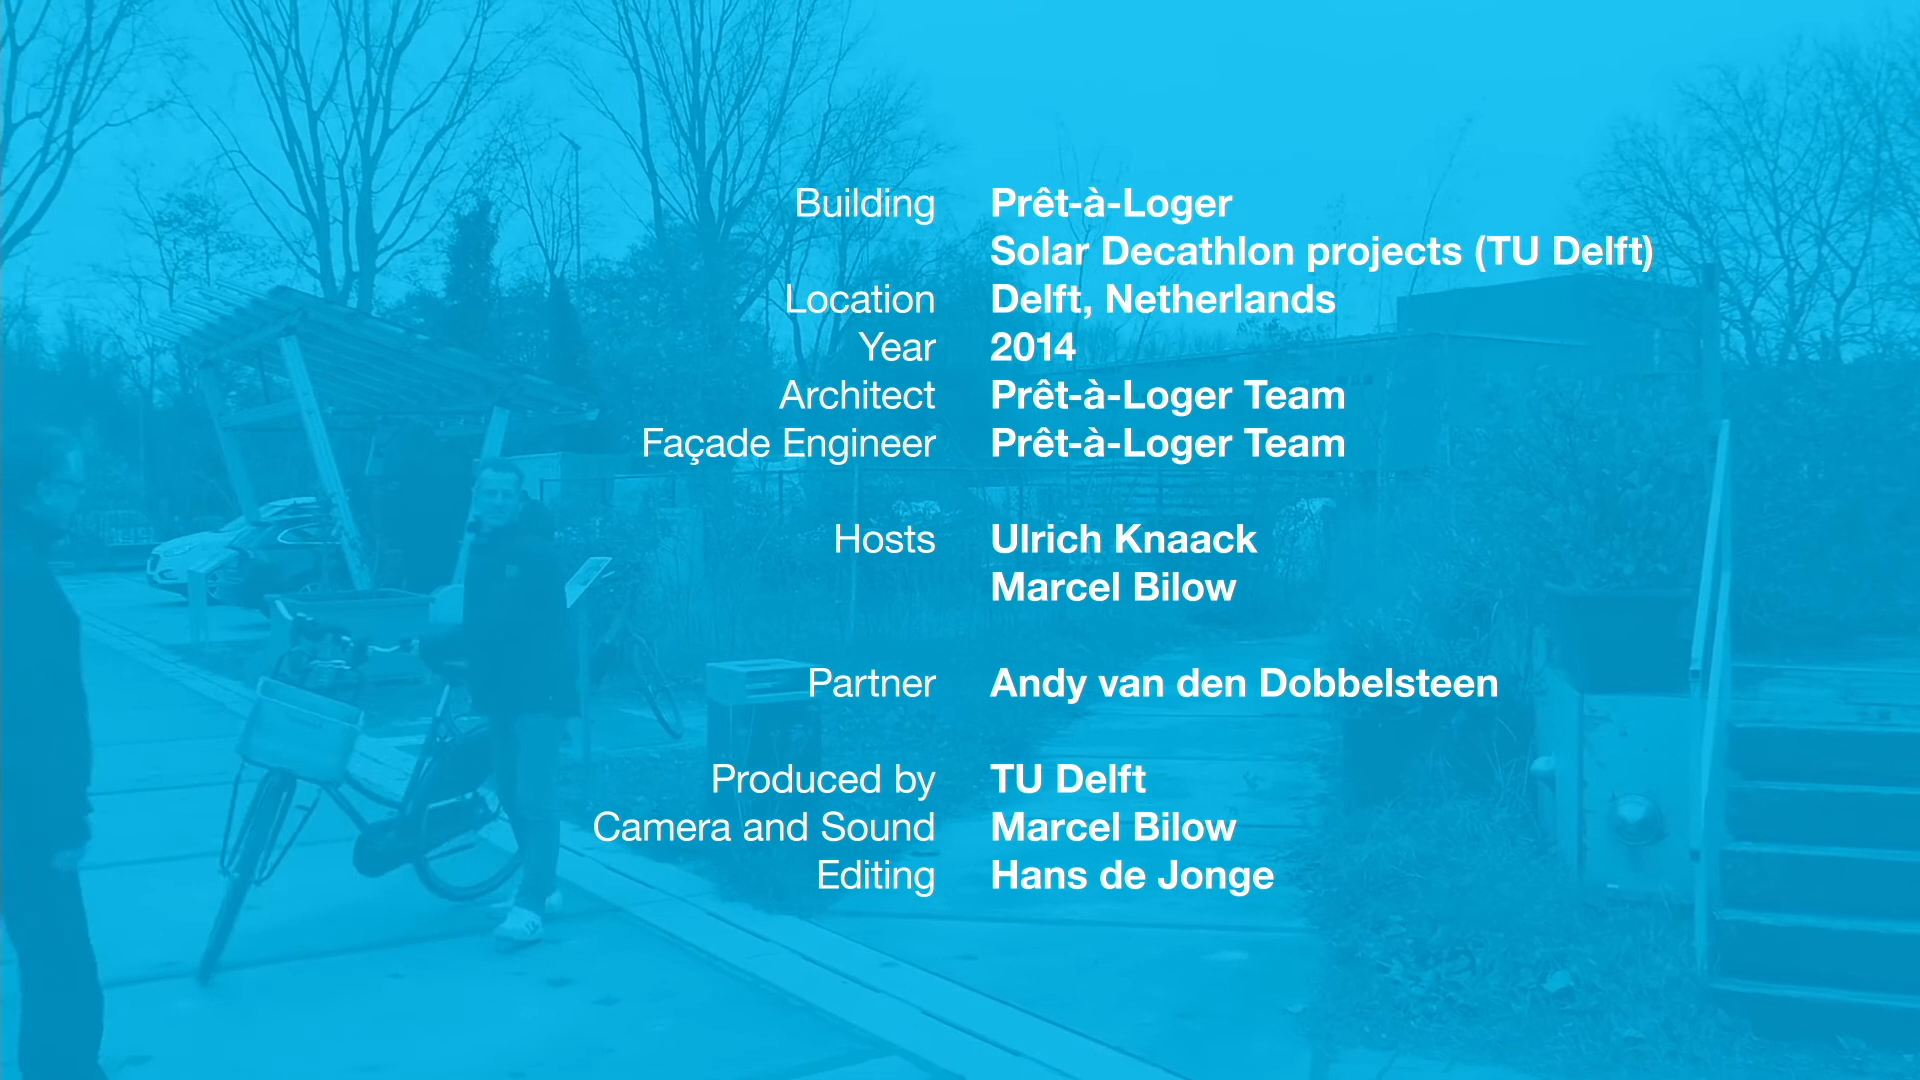 Building Prêt-à-Loger
Solar Decathlon projects (TU Delft)
Location Delft, Netherlands
Year 2014
Architect Prêt-à-Loger Team
Façade Engineer Prêt-à-Loger Team
Hosts Ulrich Knaack
Marcel Bilow
Partner Andy van den Dobbelsteen
Produced by TU Delft
Camera and Sound Marcel Bilow
Editing Hans de Jonge